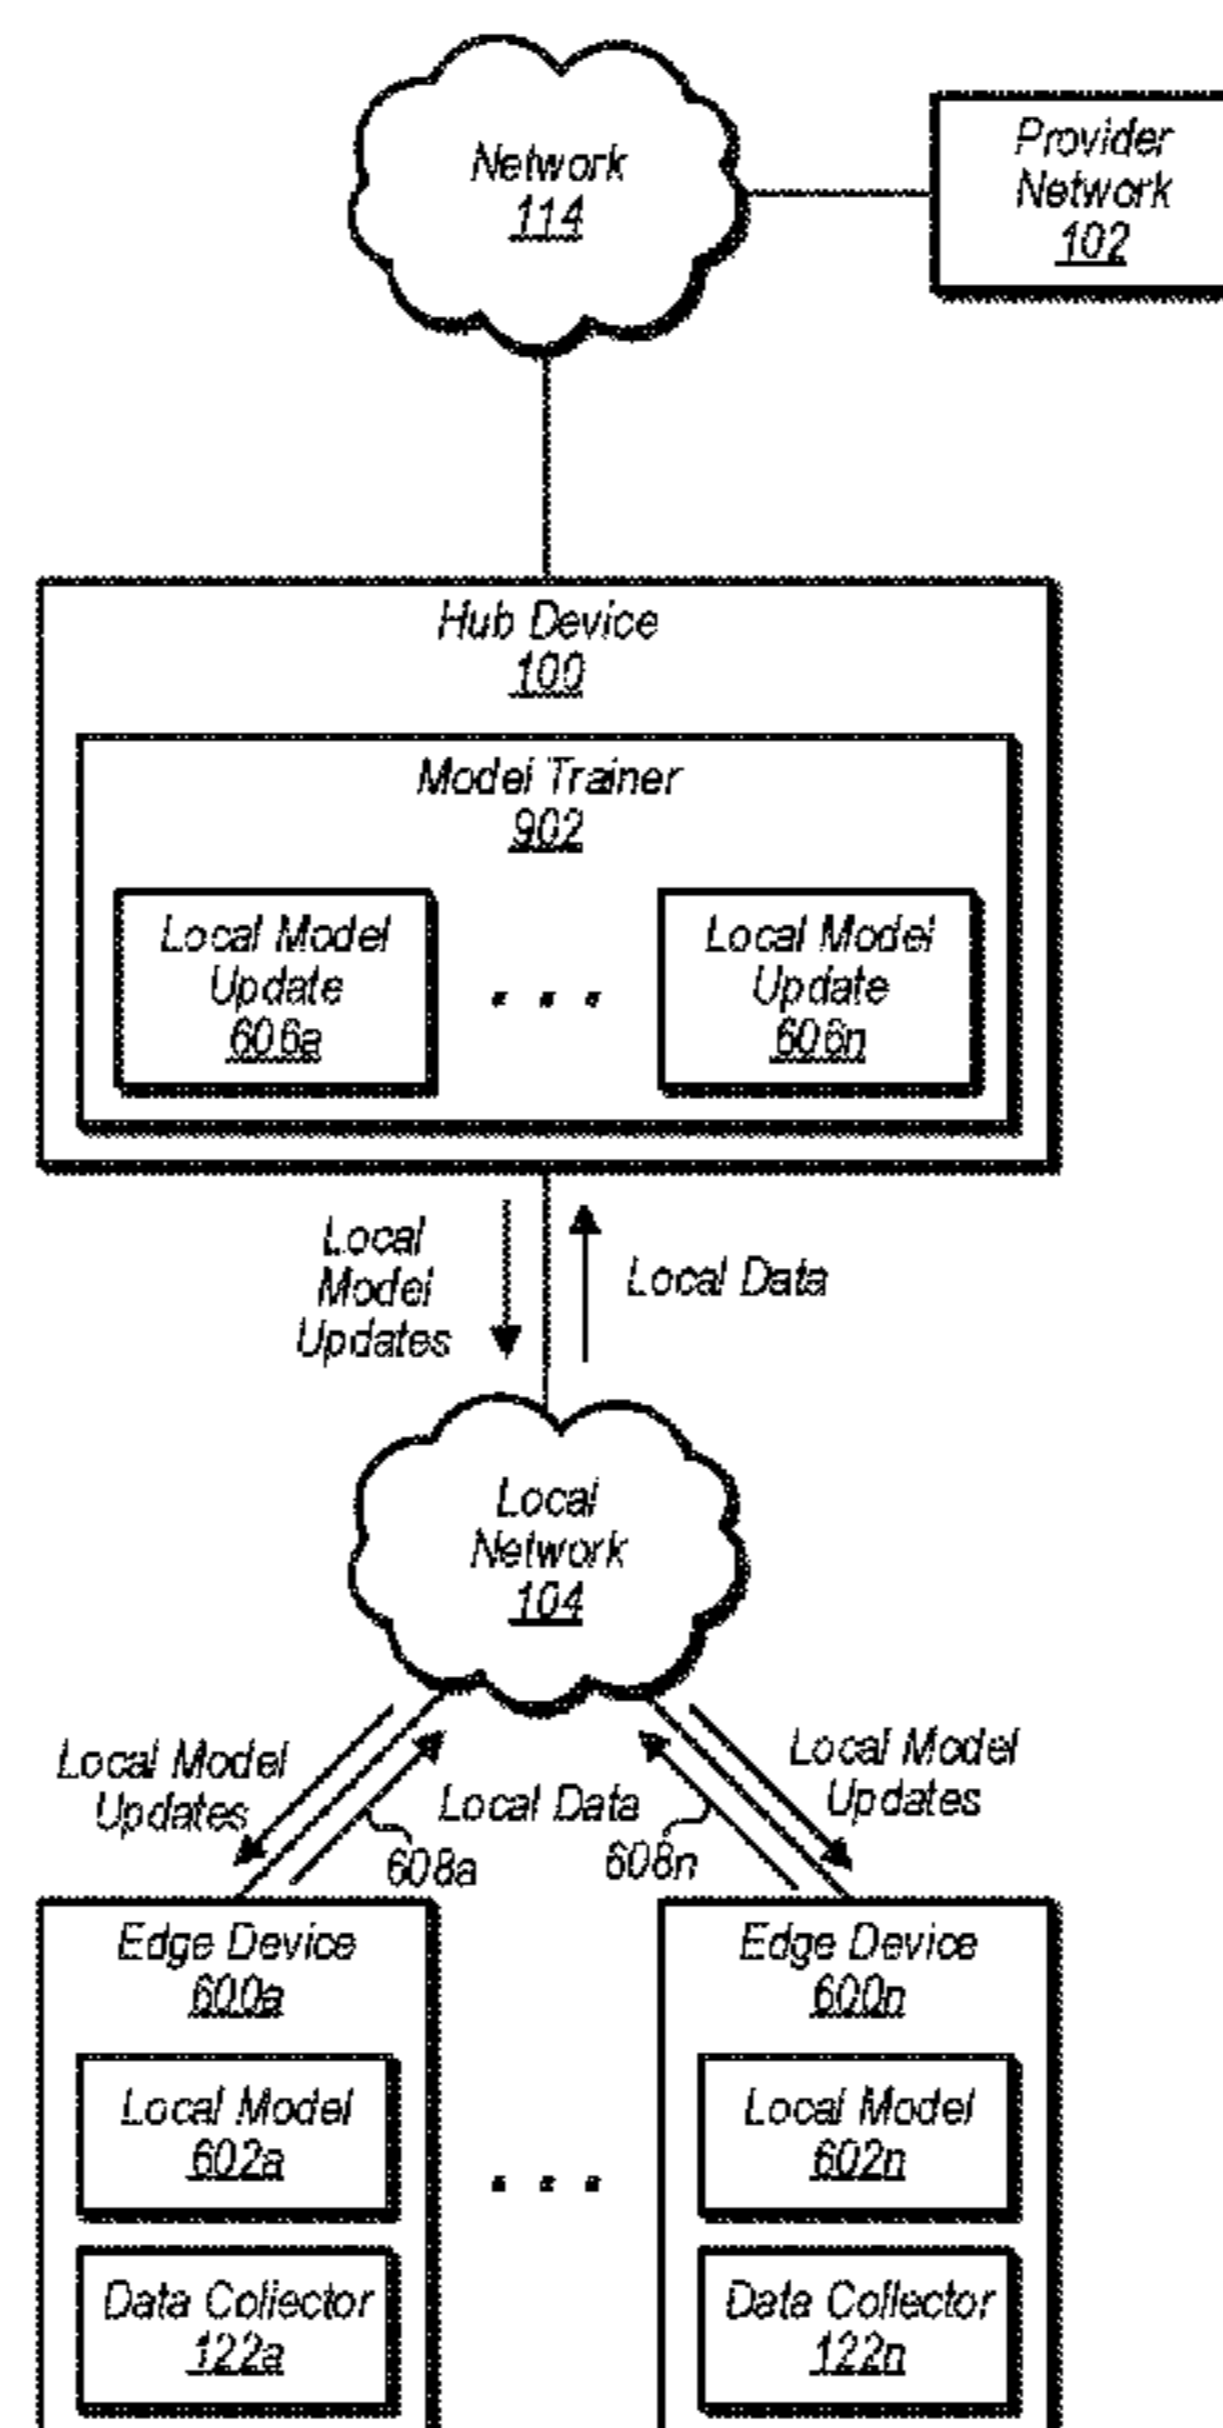 Network
114
Provider
Network
102
Hub Device
100
Model Trainer
902
Local Model
Update
606a
. . .
Local Model
Update
606n
Local
Model
Updates
Local Data
Local
Network
104
Local Model
Updates
Local Data
608a
608n
Local Model
Updates
Edge Device
600a
Local Model
602a
Data Collector
122a
. . .
Edge Device
600n
Local Model
602n
Data Collector
122n